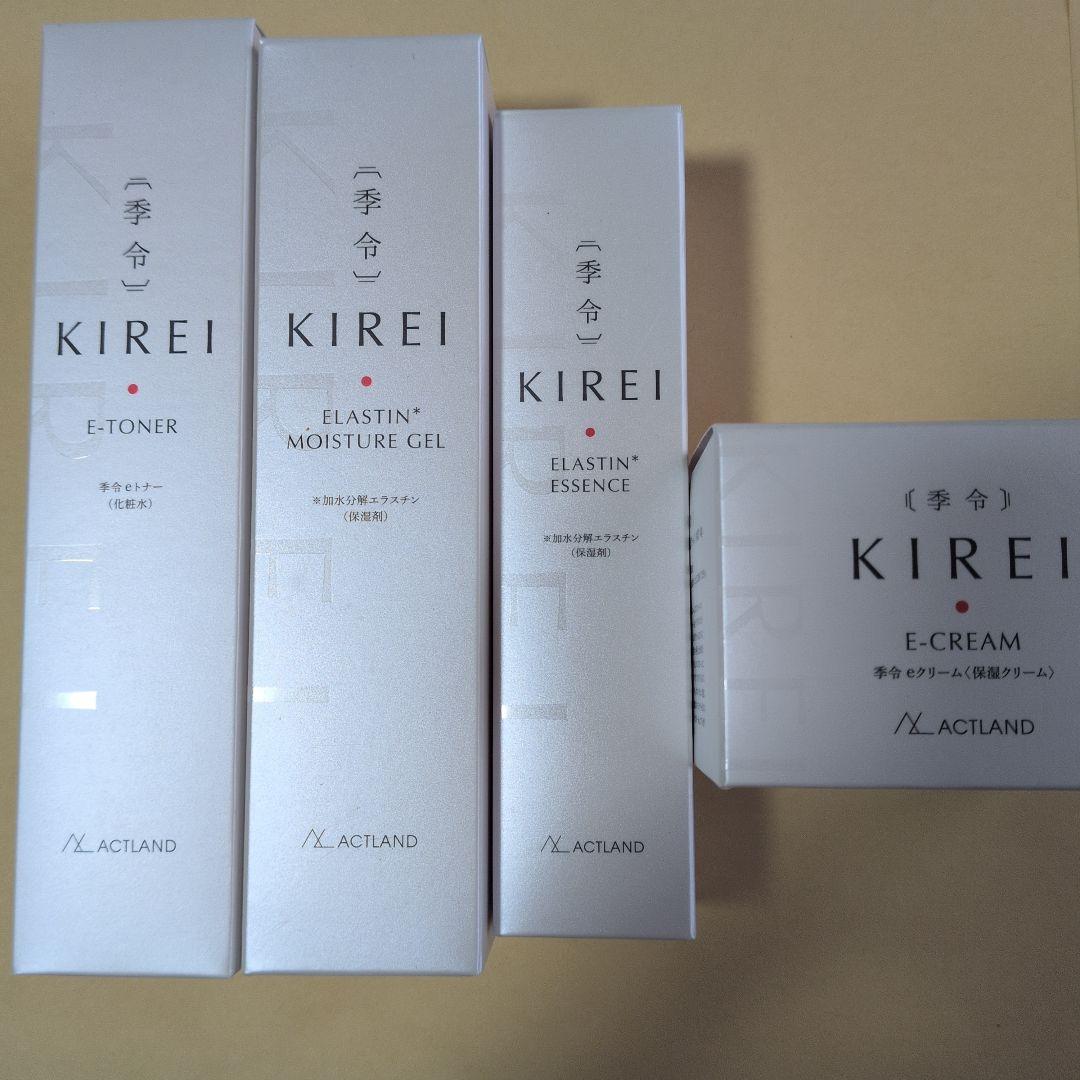 〔季令〕
KIREI
E-TONER
季令 eトナー
（化粧水）
ACTLAND
〔季令〕
KIREI
ELASTIN*
MOISTURE GEL
※加水分解エラスチン
（保湿剤）
ACTLAND
〔季令〕
KIREI
ELASTIN*
ESSENCE
※加水分解エラスチン
（保湿剤）
ACTLAND
〔季令〕
KIREI
E-CREAM
季令 eクリーム〈保湿クリーム〉
ACTLAND